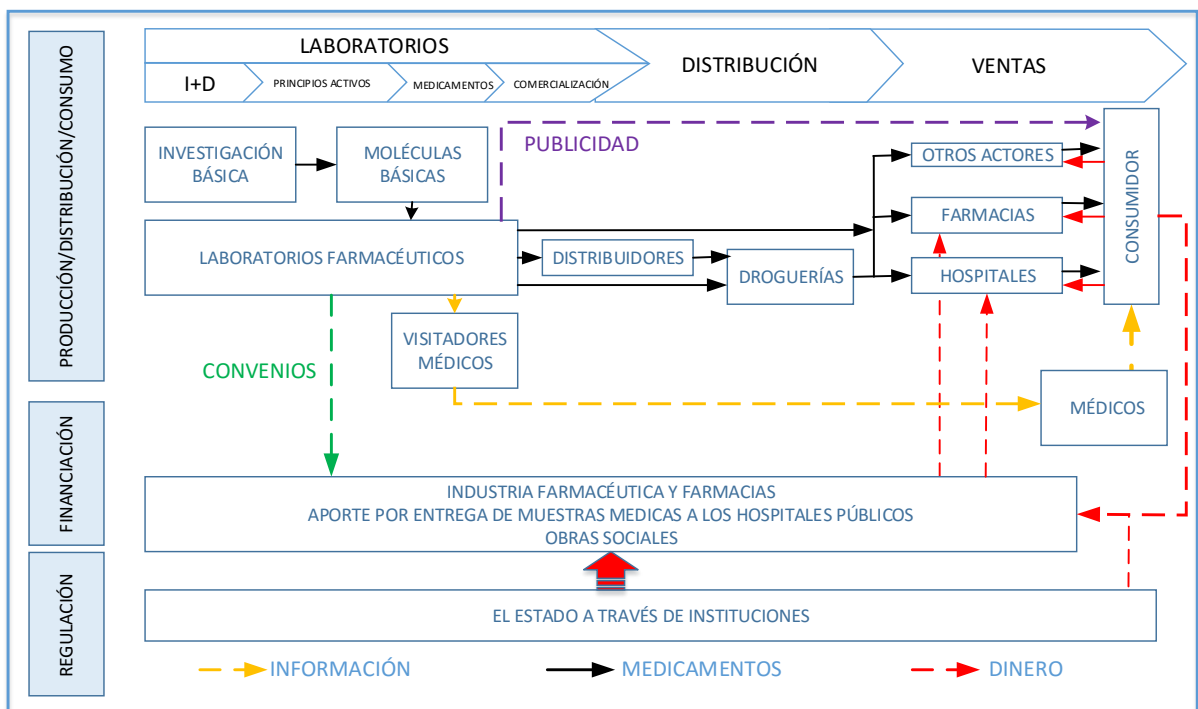 PRODUCCIÓN/DISTRIBUCIÓN/CONSUMO
LABORATORIOS
I+D
PRINCIPIOS ACTIVOS
MEDICAMENTOS
COMERCIALIZACIÓN
DISTRIBUCIÓN
VENTAS
INVESTIGACIÓN
BÁSICA
MOLÉCULAS
BÁSICAS
PUBLICIDAD
OTROS ACTORES
FARMACIAS
HOSPITALES
CONSUMIDOR
LABORATORIOS FARMACÉUTICOS
DISTRIBUIDORES
DROGUERÍAS
VISITADORES
MÉDICOS
CONVENIOS
MÉDICOS
FINANCIACIÓN
INDUSTRIA FARMACÉUTICA Y FARMACIAS
APORTE POR ENTREGA DE MUESTRAS MEDICAS A LOS HOSPITALES PÚBLICOS
OBRAS SOCIALES
REGULACIÓN
EL ESTADO A TRAVÉS DE INSTITUCIONES
INFORMACIÓN
MEDICAMENTOS
DINERO